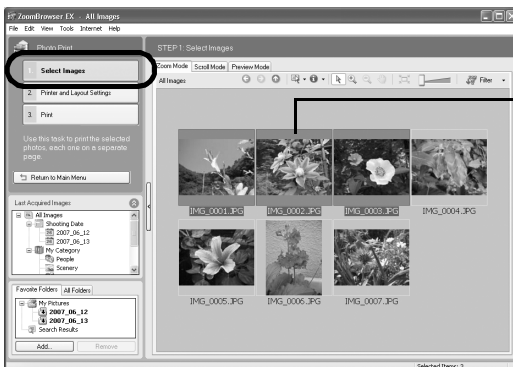 ZoomBrowser EX - All Images
File Edit View Tools Internet Help
Photo Print
1. Select Images
2. Printer and Layout Settings
3. Print
Use this task to print the selected
photos, each one on a separate
page.
Return to Main Menu
Last Acquired Images
All Images
Shooting Date
2007_06_12
2007_06_13
My Category
People
Scenery
Favorite Folders All Folders
My Pictures
2007_06_12
2007_06_13
Search Results
Add... Remove
STEP 1: Select Images
Zoom Mode Scroll Mode Preview Mode
All Images Filter
IMG_0001.JPG IMG_0002.JPG IMG_0003.JPG IMG_0004.JPG
IMG_0005.JPG IMG_0006.JPG IMG_0007.JPG
Selected Items: 3